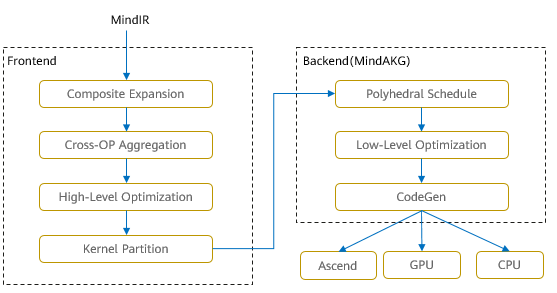 MindIR
Frontend
Composite Expansion
Cross-OP Aggregation
High-Level Optimization
Kernel Partition
Backend(MindAKG)
Polyhedral Schedule
Low-Level Optimization
CodeGen
Ascend
GPU
CPU